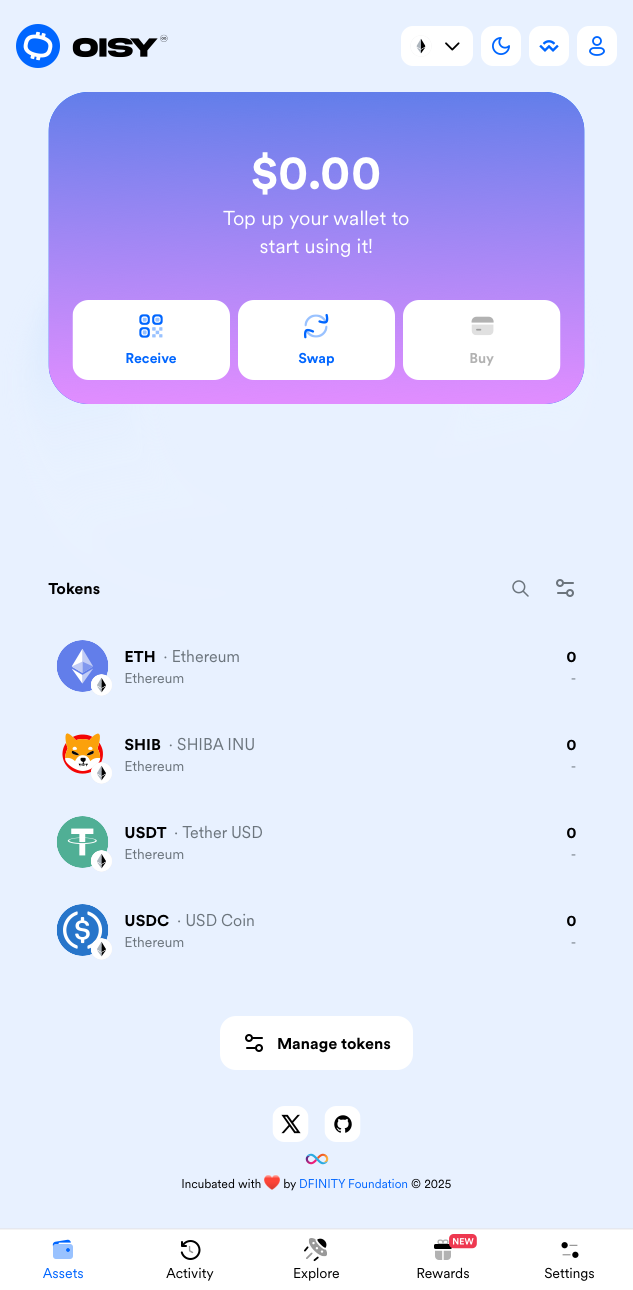 OISY
$0.00
Top up your wallet to
start using it!
Receive
Swap
Buy
Tokens
ETH · Ethereum
0
Ethereum
-
SHIB · SHIBA INU
0
Ethereum
-
USDT · Tether USD
0
Ethereum
-
USDC · USD Coin
0
Ethereum
-
Manage tokens
Incubated with ❤️ by DFINITY Foundation © 2025
NEW
Assets
Activity
Explore
Rewards
Settings